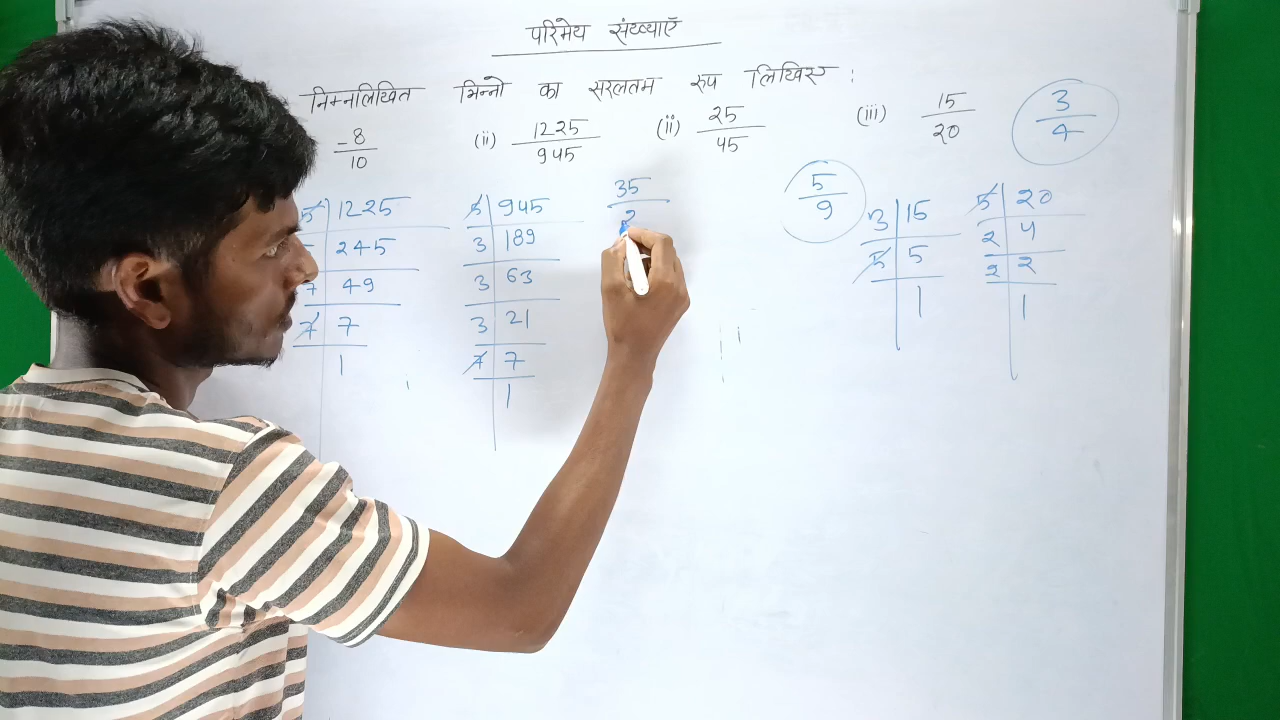 परिमेय संख्याएँ
निम्नलिखित भिन्नो का सरलतम रुप लिखिए :
-8/10 (ii) 1225/945 (ii) 25/45 (iii) 15/20 3/4
5 | 1225
245
7 | 49
7 | 7
1
5 | 945
3 | 189
3 | 63
3 | 21
7 | 7
1
35/2
5/9
3 | 15
5 | 5
1
5 | 20
2 | 4
2 | 2
1